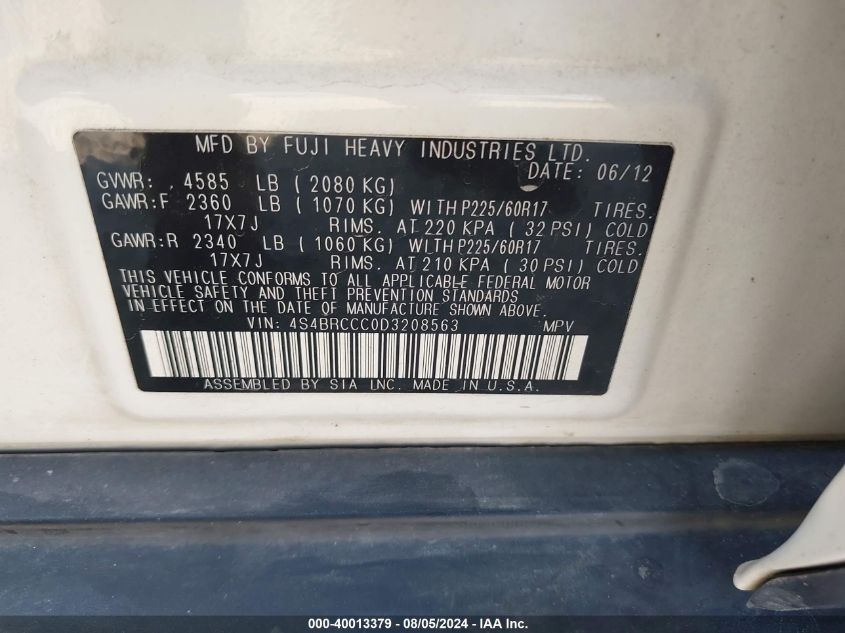 MFD BY FUJI HEAVY INDUSTRIES LTD.
DATE: 06/12
GVWR: 4585 LB ( 2080 KG)
GAWR:F 2360 LB ( 1070 KG) WITH P225/60R17 TIRES.
17X7J RIMS. AT 220 KPA ( 32 PSI) COLD
GAWR:R 2340 LB ( 1060 KG) WITH P225/60R17 TIRES.
17X7J RIMS. AT 210 KPA ( 30 PSI) COLD
THIS VEHICLE CONFORMS TO ALL APPLICABLE FEDERAL MOTOR
VEHICLE SAFETY AND THEFT PREVENTION STANDARDS
IN EFFECT ON THE DATE OF MANUFACTURE SHOWN ABOVE.
VIN: 4S4BRCCC0D3208563 MPV
ASSEMBLED BY SIA INC. MADE IN U.S.A.
000-40013379 - 08/05/2024 - IAA Inc.